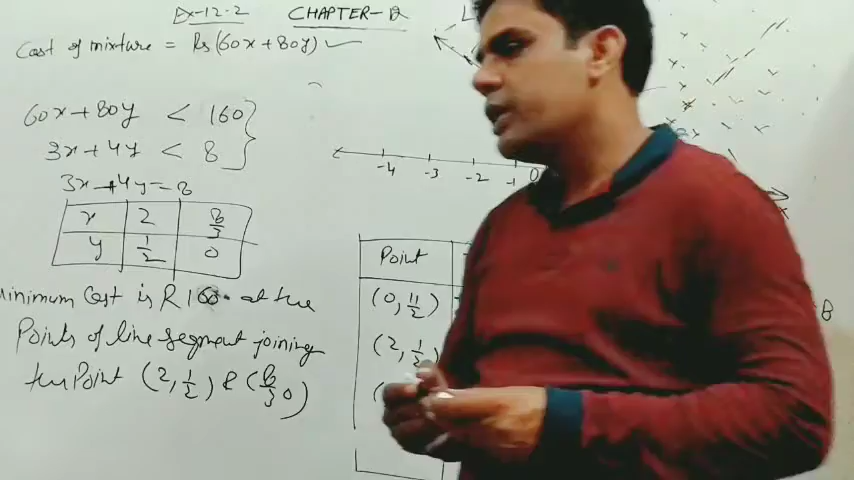 Ex-12.2 CHAPTER-12
Cost of mixture = Rs (60x+80y)
60x+80y < 160
3x+4y < 8
3x+4y=8
x 2 8/3
y 1/2 0
Minimum Cost is R 160 at the
Points of line segment joining
the Point (2, 1/2) & (8/3, 0)
-4 -3 -2 -1 0
Point
(0, 11/2)
(2, 1/2)
B